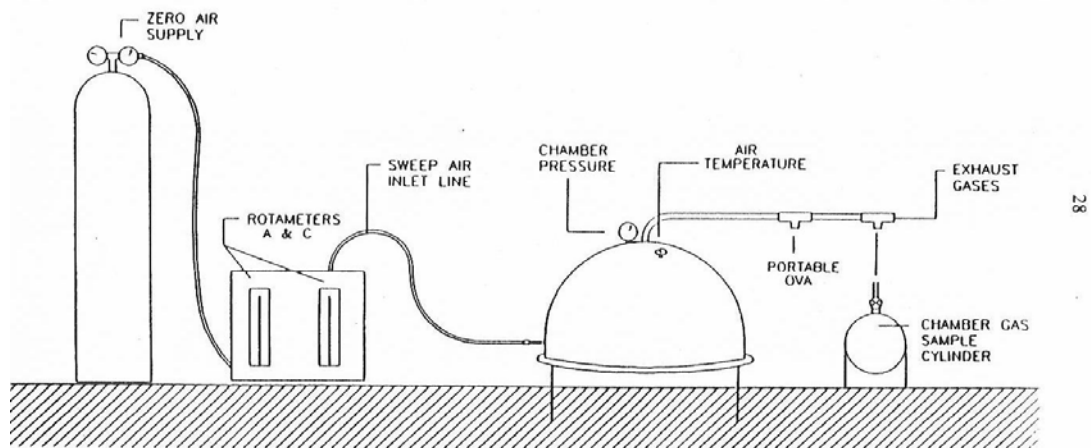 ZERO AIR
SUPPLY
SWEEP AIR
INLET LINE
ROTAMETERS
A & C
CHAMBER
PRESSURE
AIR
TEMPERATURE
EXHAUST
GASES
PORTABLE
OVA
CHAMBER GAS
SAMPLE
CYLINDER
28